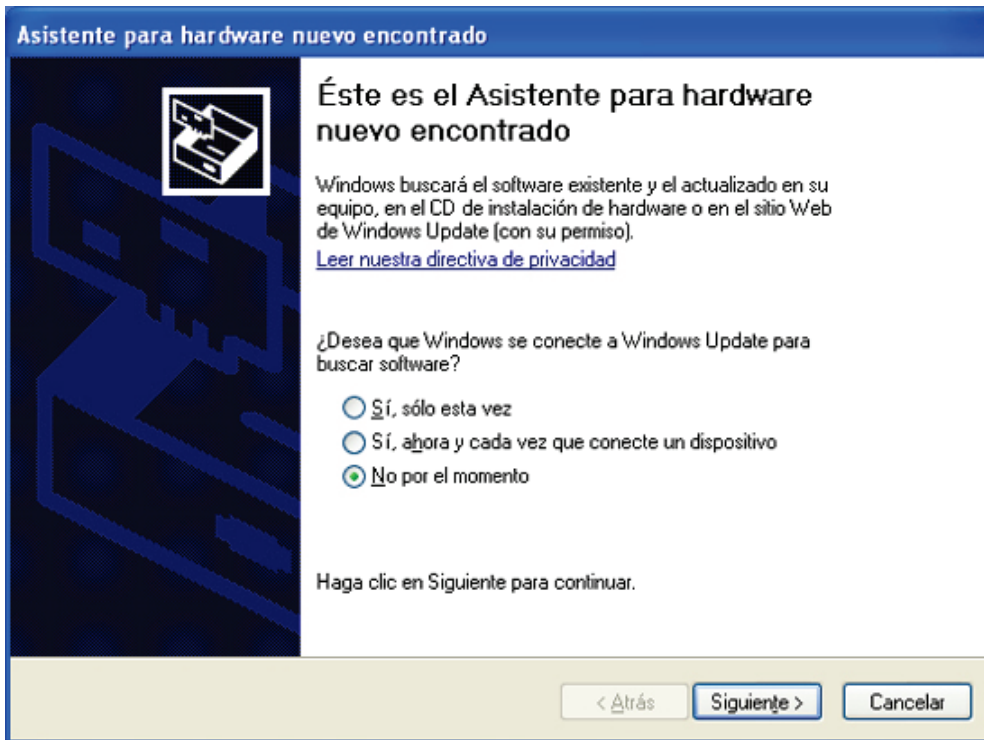 Asistente para hardware nuevo encontrado
Éste es el Asistente para hardware
nuevo encontrado
Windows buscará el software existente y el actualizado en su
equipo, en el CD de instalación de hardware o en el sitio Web
de Windows Update (con su permiso).
Leer nuestra directiva de privacidad
¿Desea que Windows se conecte a Windows Update para
buscar software?
Sí, sólo esta vez
Sí, ahora y cada vez que conecte un dispositivo
No por el momento
Haga clic en Siguiente para continuar.
< Atrás
Siguiente >
Cancelar